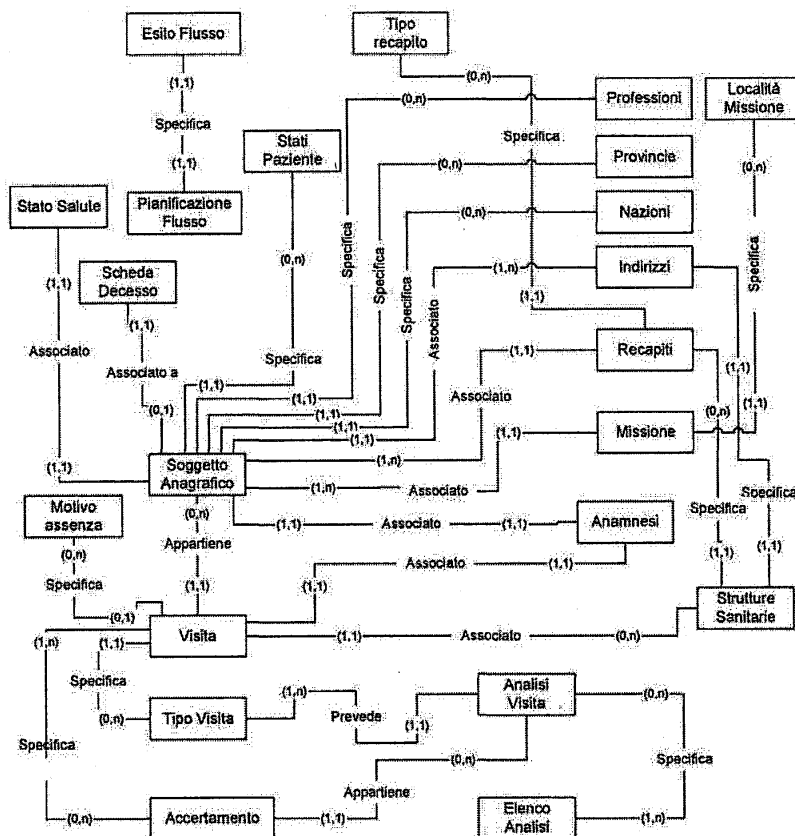 Esilo Flusso
Tipo
recapito
(1,1)
(0,n)
(0,n)
Professioni
Località
Missione
Specifica
Stati
Paziente
Specifica
(0,n)
Provincie
(0,n)
(1,1)
Stato Salute
Pianificazione
Flusso
(0,n)
Nazioni
Specifica
Specifica
Specifica
Specifica
(0,n)
Scheda
Decesso
(1,1)
Associato
(1,n)
Indirizzi
(1,1)
(1,1)
Recapiti
Associato
Specifica
(1,1)
(1,1)
Associato a
(1,1)
Associato
(0,n)
(1,1)
(0,1)
(1,1)
(1,1)
(1,1)
(1,1)
(1,1)
Missione
(1,1)
Soggetto
Anagrafico
(1,n)
(1,n)
Associato
Motivo
assenza
(0,n)
(1,1)
Associato
(1,1)
Anamnesi
Specifica
Soecifica
(0,n)
Appartiene
Associato
(1,1)
(1,1)
(1,1)
Specifica
(1,1)
(1,1)
Strutture
Sanitarie
(0,1)
(1,n)
(1,1)
Visita
(1,1)
Associato
(0,n)
Specifica
(0,n)
Tipo Visita
(1,n)
Prevede
(1,1)
Analisi
Visita
(0,n)
Specifica
(0,n)
Specifica
Appartiene
(0,n)
Accertamento
(1,1)
Elenco
Analisi
(1,n)